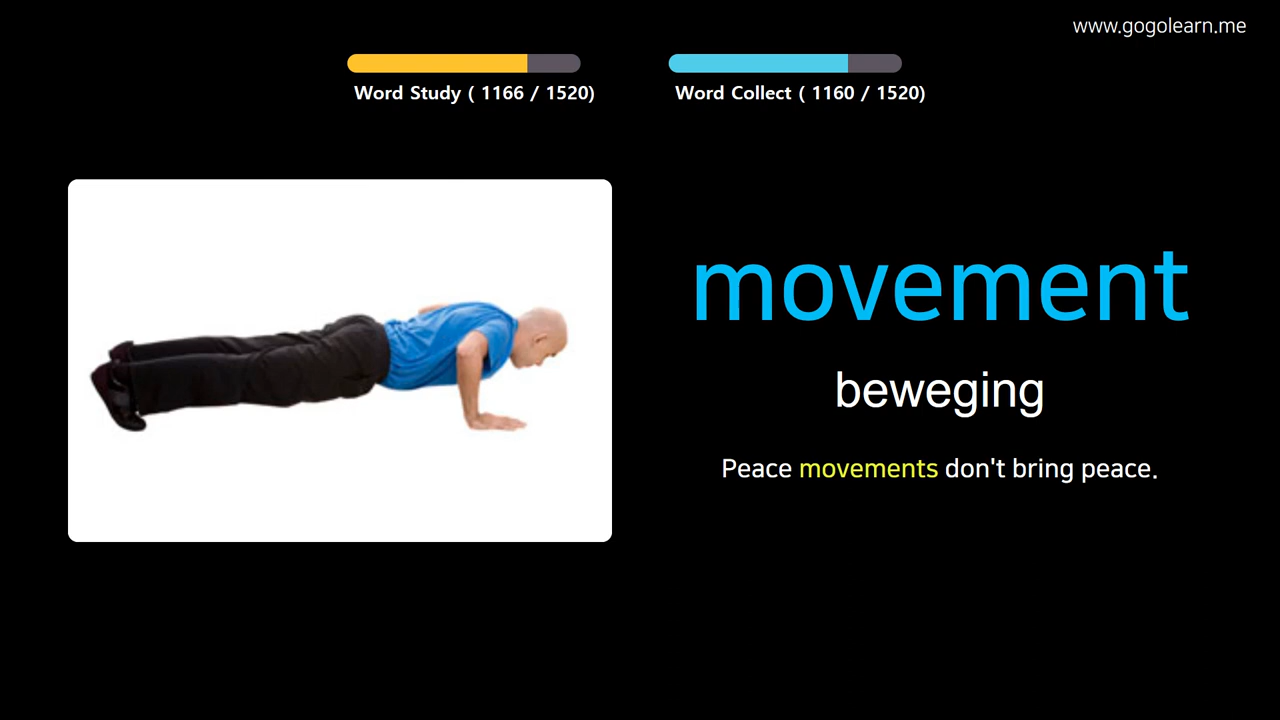 www.gogolearn.me
Word Study ( 1166 / 1520)
Word Collect ( 1160 / 1520)
movement
beweging
Peace movements don't bring peace.